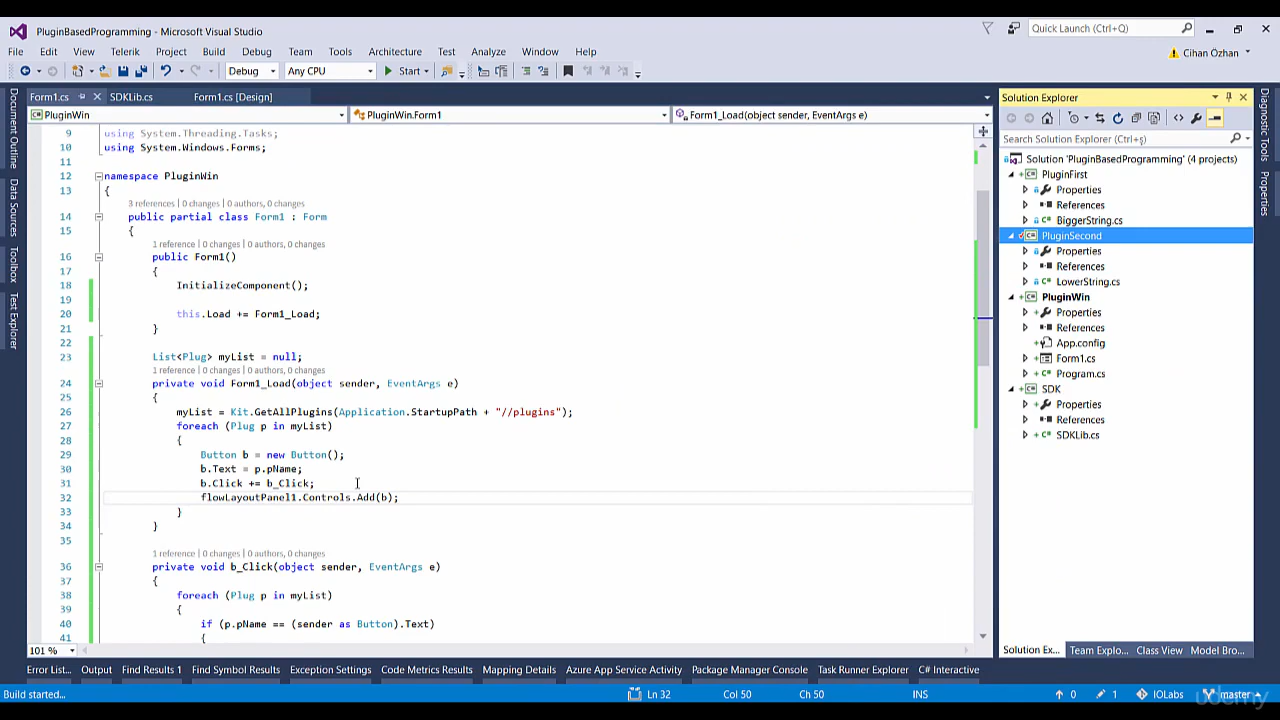 PluginBasedProgramming - Microsoft Visual Studio
Quick Launch (Ctrl+Q)
File Edit View Telerik Project Build Debug Team Tools Architecture Test Analyze Window Help
Cihan Özhan
Debug Any CPU Start
Form1.cs SDKLib.cs Form1.cs [Design]
PluginWin PluginWin.Form1 Form1_Load(object sender, EventArgs e)
Document Outline
Data Sources
Toolbox
Test Explorer
9 using System.Threading.Tasks;
10 using System.Windows.Forms;
11
12 namespace PluginWin
13 {
3 references | 0 changes | 0 authors, 0 changes
14 public partial class Form1 : Form
15 {
1 reference | 0 changes | 0 authors, 0 changes
16 public Form1()
17 {
18 InitializeComponent();
19
20 this.Load += Form1_Load;
21 }
22
23 List<Plug> myList = null;
1 reference | 0 changes | 0 authors, 0 changes
24 private void Form1_Load(object sender, EventArgs e)
25 {
26 myList = Kit.GetAllPlugins(Application.StartupPath + "//plugins");
27 foreach (Plug p in myList)
28 {
29 Button b = new Button();
30 b.Text = p.pName;
31 b.Click += b_Click;
32 flowLayoutPanel1.Controls.Add(b);
33 }
34 }
35
1 reference | 0 changes | 0 authors, 0 changes
36 private void b_Click(object sender, EventArgs e)
37 {
38 foreach (Plug p in myList)
39 {
40 if (p.pName == (sender as Button).Text)
41 {
101 %
Solution Explorer
Search Solution Explorer (Ctrl+ş)
Solution 'PluginBasedProgramming' (4 projects)
PluginFirst
Properties
References
BiggerString.cs
PluginSecond
Properties
References
LowerString.cs
PluginWin
Properties
References
App.config
Form1.cs
Program.cs
SDK
Properties
References
SDKLib.cs
Solution Ex... Team Explo... Class View Model Bro...
Diagnostic Tools
Properties
Error List... Output Find Results 1 Find Symbol Results Exception Settings Code Metrics Results Mapping Details Azure App Service Activity Package Manager Console Task Runner Explorer C# Interactive
Build started... Ln 32 Col 50 Ch 50 INS 0 1 IOLabs master
udemy